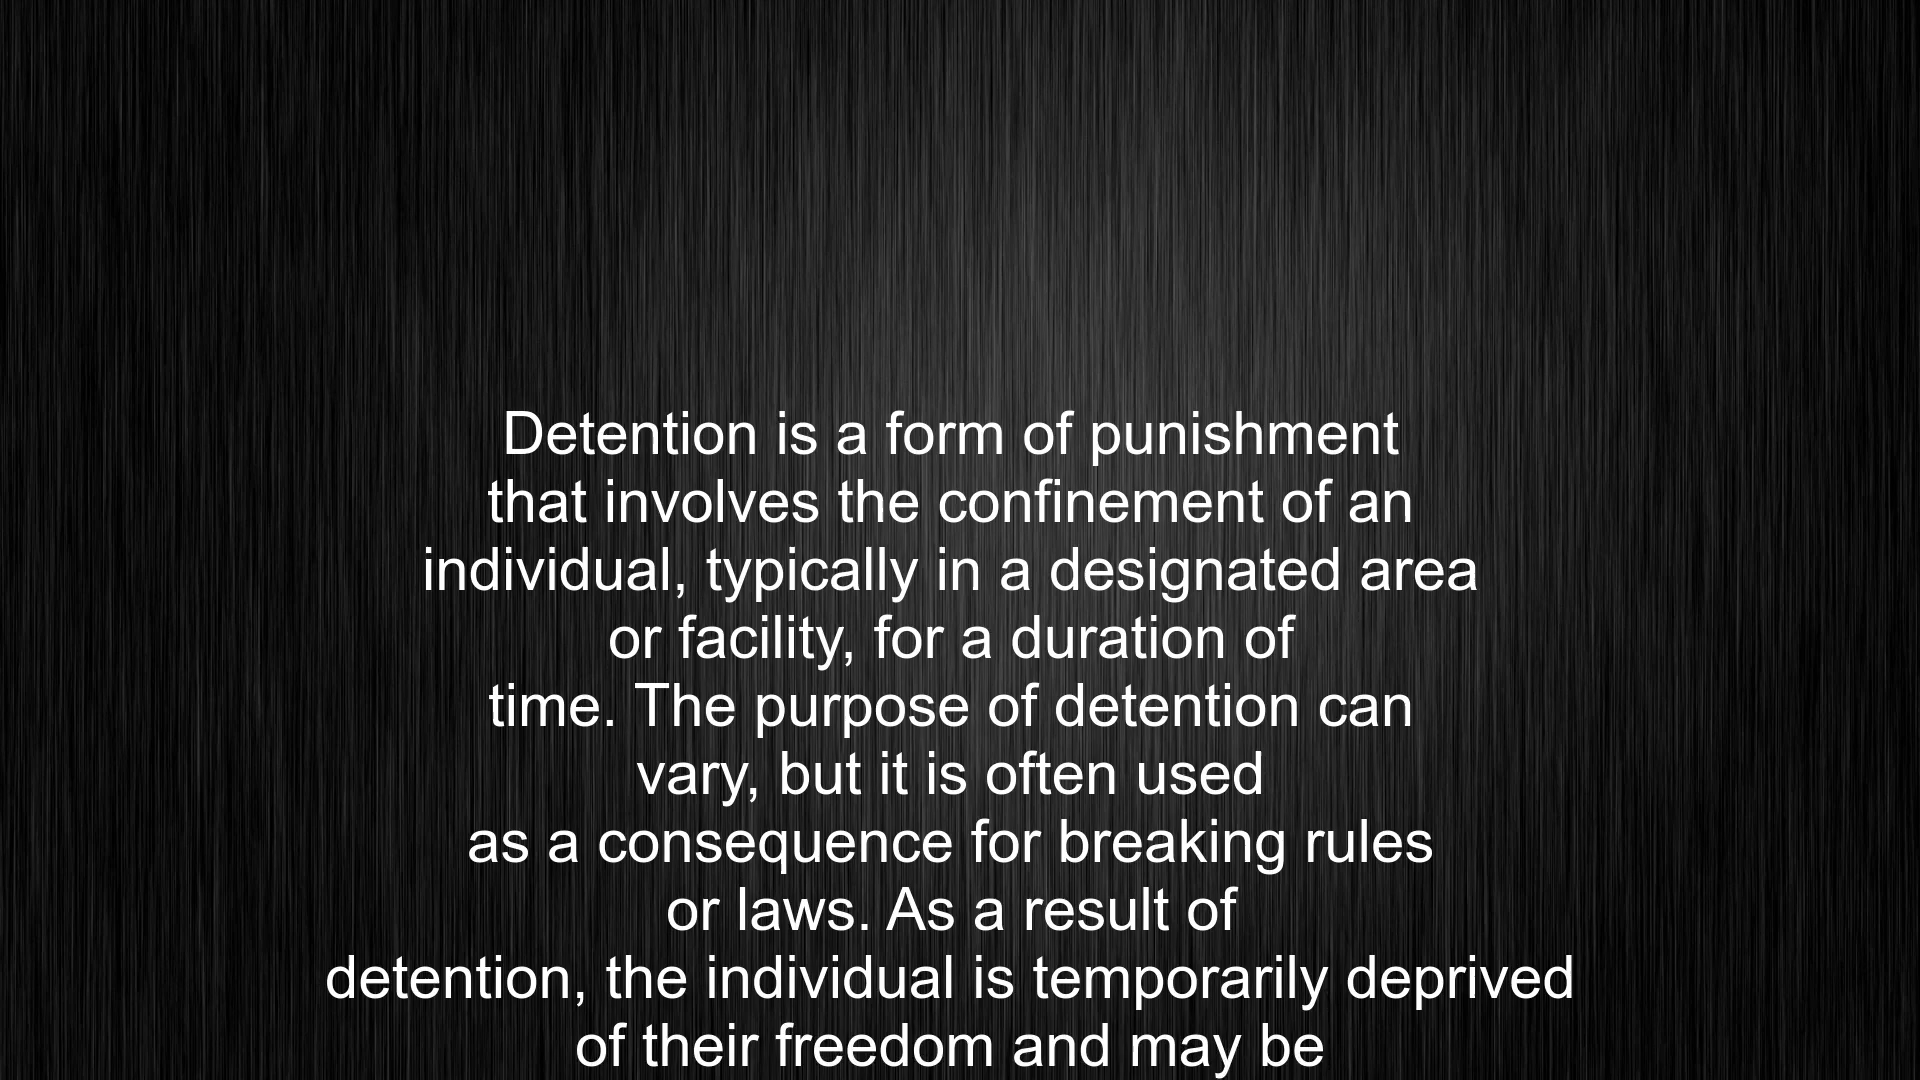 Detention is a form of punishment
that involves the confinement of an
individual, typically in a designated area
or facility, for a duration of
time. The purpose of detention can
vary, but it is often used
as a consequence for breaking rules
or laws. As a result of
detention, the individual is temporarily deprived
of their freedom and may be